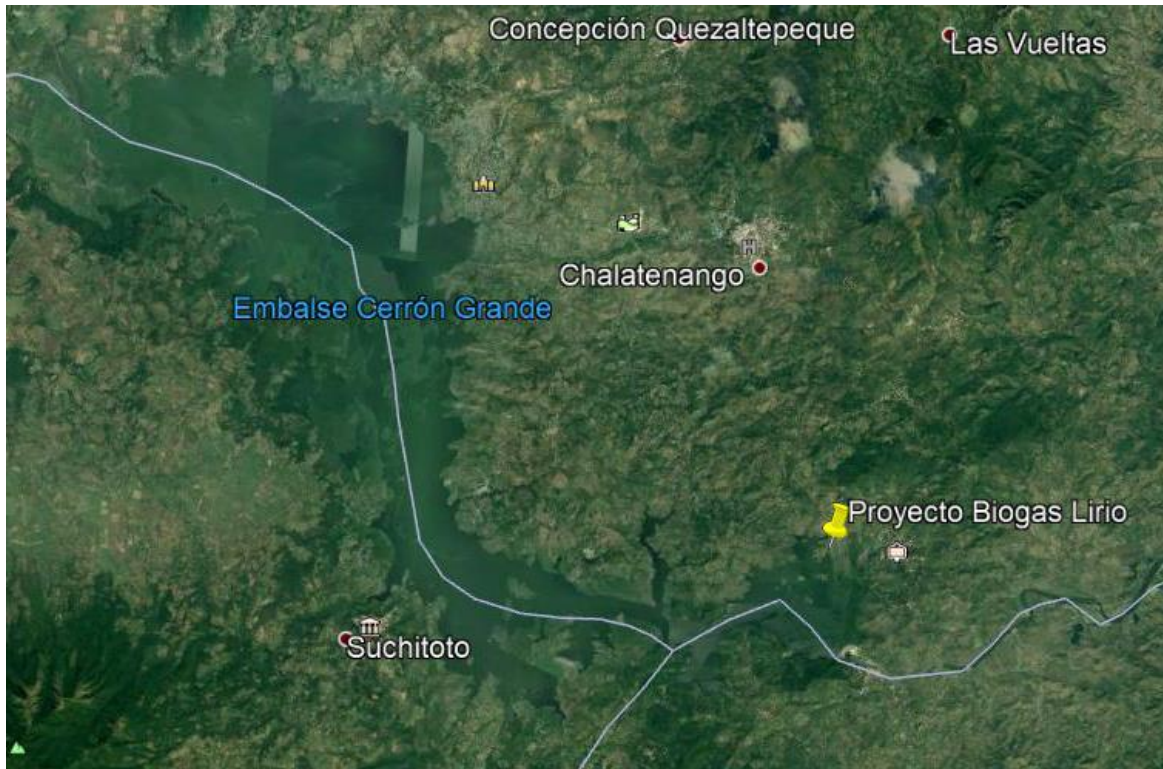 Concepción Quezaltepeque
Las Vueltas
Chalatenango
Embalse Cerrón Grande
Proyecto Biogas Lirio
Suchitoto